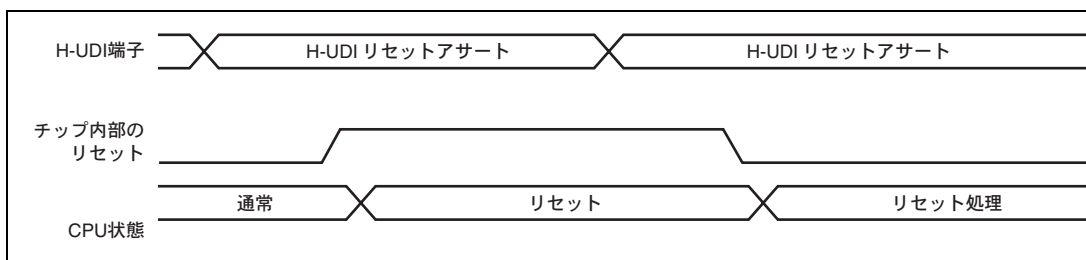 H-UDI端子
H-UDI リセットアサート
H-UDI リセットアサート
チップ内部の
リセット
通常
リセット
リセット処理
CPU状態